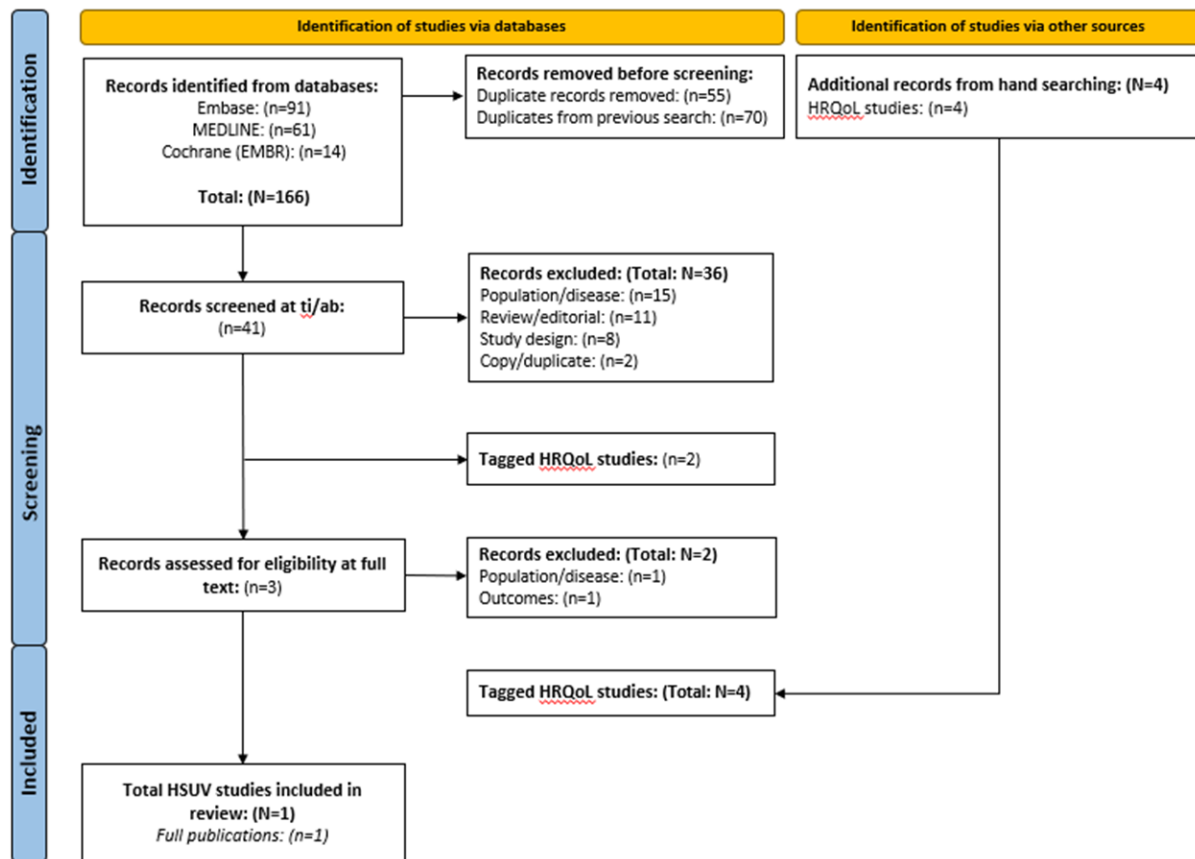 Identification of studies via databases
Identification of studies via other sources
Identification
Records identified from databases:
Embase: (n=91)
MEDLINE: (n=61)
Cochrane (EMBR): (n=14)
Total: (N=166)
Records removed before screening:
Duplicate records removed: (n=55)
Duplicates from previous search: (n=70)
Additional records from hand searching: (N=4)
HRQoL studies: (n=4)
Screening
Records screened at ti/ab:
(n=41)
Records excluded: (Total: N=36)
Population/disease: (n=15)
Review/editorial: (n=11)
Study design: (n=8)
Copy/duplicate: (n=2)
Tagged HRQoL studies: (n=2)
Records assessed for eligibility at full
text: (n=3)
Records excluded: (Total: N=2)
Population/disease: (n=1)
Outcomes: (n=1)
Included
Tagged HRQoL studies: (Total: N=4)
Total HSUV studies included in
review: (N=1)
Full publications: (n=1)